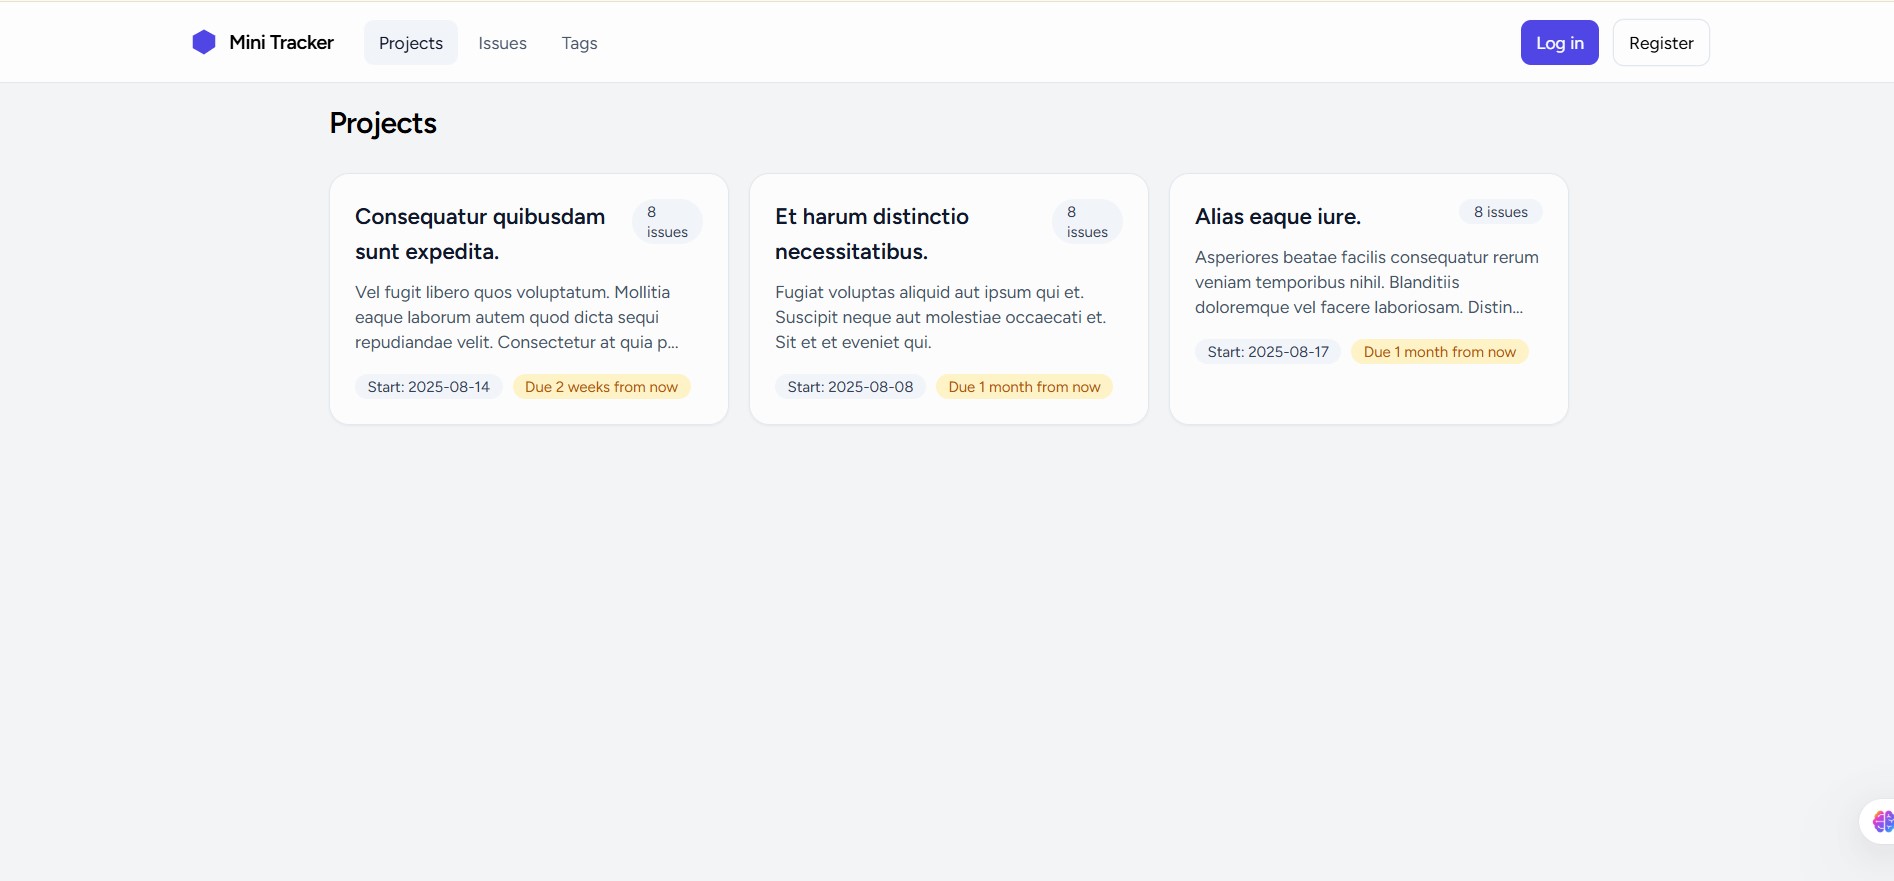 Mini Tracker
Projects
Issues
Tags
Log in
Register
Projects
Consequatur quibusdam
sunt expedita.
8
issues
Vel fugit libero quos voluptatum. Mollitia
eaque laborum autem quod dicta sequi
repudiandae velit. Consectetur at quia p...
Start: 2025-08-14
Due 2 weeks from now
Et harum distinctio
necessitatibus.
8
issues
Fugiat voluptas aliquid aut ipsum qui et.
Suscipit neque aut molestiae occaecati et.
Sit et et eveniet qui.
Start: 2025-08-08
Due 1 month from now
Alias eaque iure.
8 issues
Asperiores beatae facilis consequatur rerum
veniam temporibus nihil. Blanditiis
doloremque vel facere laboriosam. Distin...
Start: 2025-08-17
Due 1 month from now